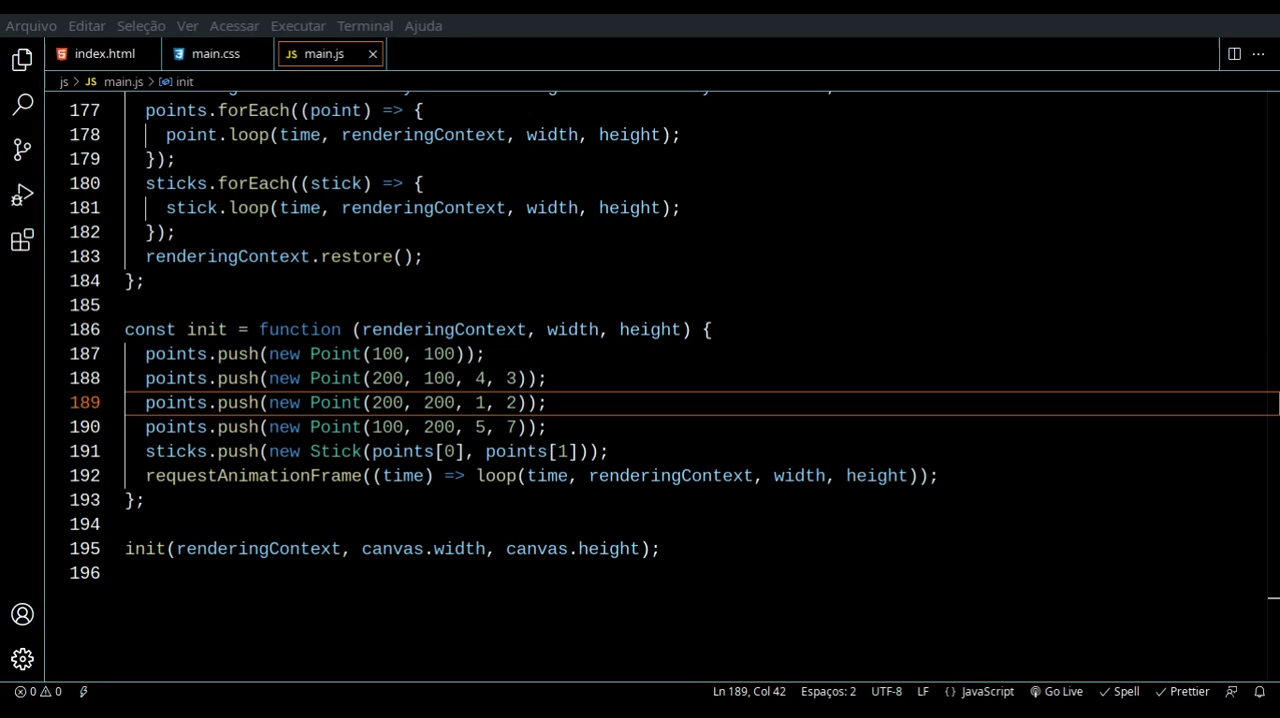 Arquivo Editar Seleção Ver Acessar Executar Terminal Ajuda
index.html main.css JS main.js
js > JS main.js > init
177 points.forEach((point) => {
178 point.loop(time, renderingContext, width, height);
179 });
180 sticks.forEach((stick) => {
181 stick.loop(time, renderingContext, width, height);
182 });
183 renderingContext.restore();
184 };
185
186 const init = function (renderingContext, width, height) {
187 points.push(new Point(100, 100));
188 points.push(new Point(200, 100, 4, 3));
189 points.push(new Point(200, 200, 1, 2));
190 points.push(new Point(100, 200, 5, 7));
191 sticks.push(new Stick(points[0], points[1]));
192 requestAnimationFrame((time) => loop(time, renderingContext, width, height));
193 };
194
195 init(renderingContext, canvas.width, canvas.height);
196
0 0 Ln 189, Col 42 Espaços: 2 UTF-8 LF {} JavaScript Go Live Spell Prettier